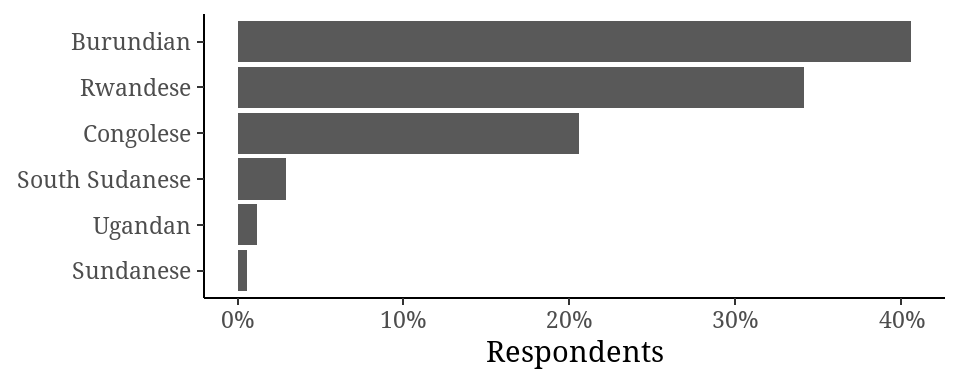 Burundian
Rwandese
Congolese
South Sudanese
Ugandan
Sundanese
0% 10% 20% 30% 40%
Respondents